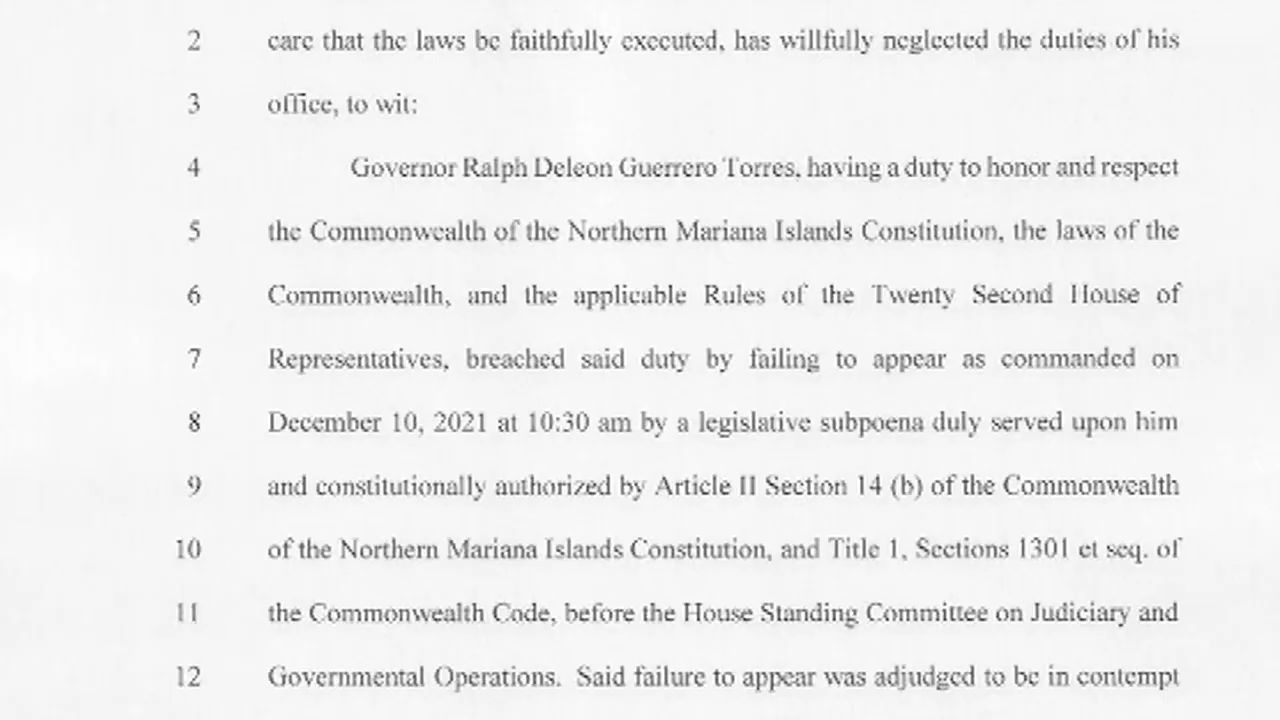 2 care that the laws be faithfully executed, has willfully neglected the duties of his
3 office, to wit:
4 Governor Ralph Deleon Guerrero Torres, having a duty to honor and respect
5 the Commonwealth of the Northern Mariana Islands Constitution, the laws of the
6 Commonwealth, and the applicable Rules of the Twenty Second House of
7 Representatives, breached said duty by failing to appear as commanded on
8 December 10, 2021 at 10:30 am by a legislative subpoena duly served upon him
9 and constitutionally authorized by Article II Section 14 (b) of the Commonwealth
10 of the Northern Mariana Islands Constitution, and Title 1, Sections 1301 et seq. of
11 the Commonwealth Code, before the House Standing Committee on Judiciary and
12 Governmental Operations. Said failure to appear was adjudged to be in contempt